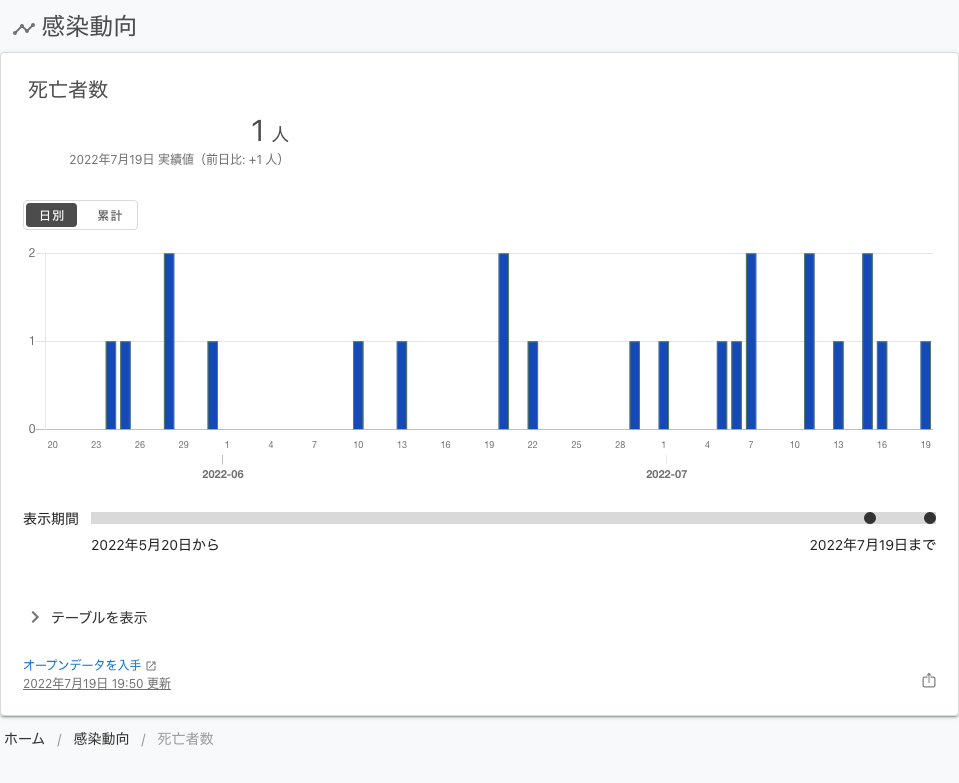 感染動向
死亡者数
1 人
2022年7月19日 実績値（前日比: +1 人）
日別 累計
2
1
0
20 23 26 29 1 4 7 10 13 16 19 22 25 28 1 4 7 10 13 16 19
2022-06 2022-07
表示期間
2022年5月20日から 2022年7月19日まで
テーブルを表示
オープンデータを入手
2022年7月19日 19:50 更新
ホーム / 感染動向 / 死亡者数